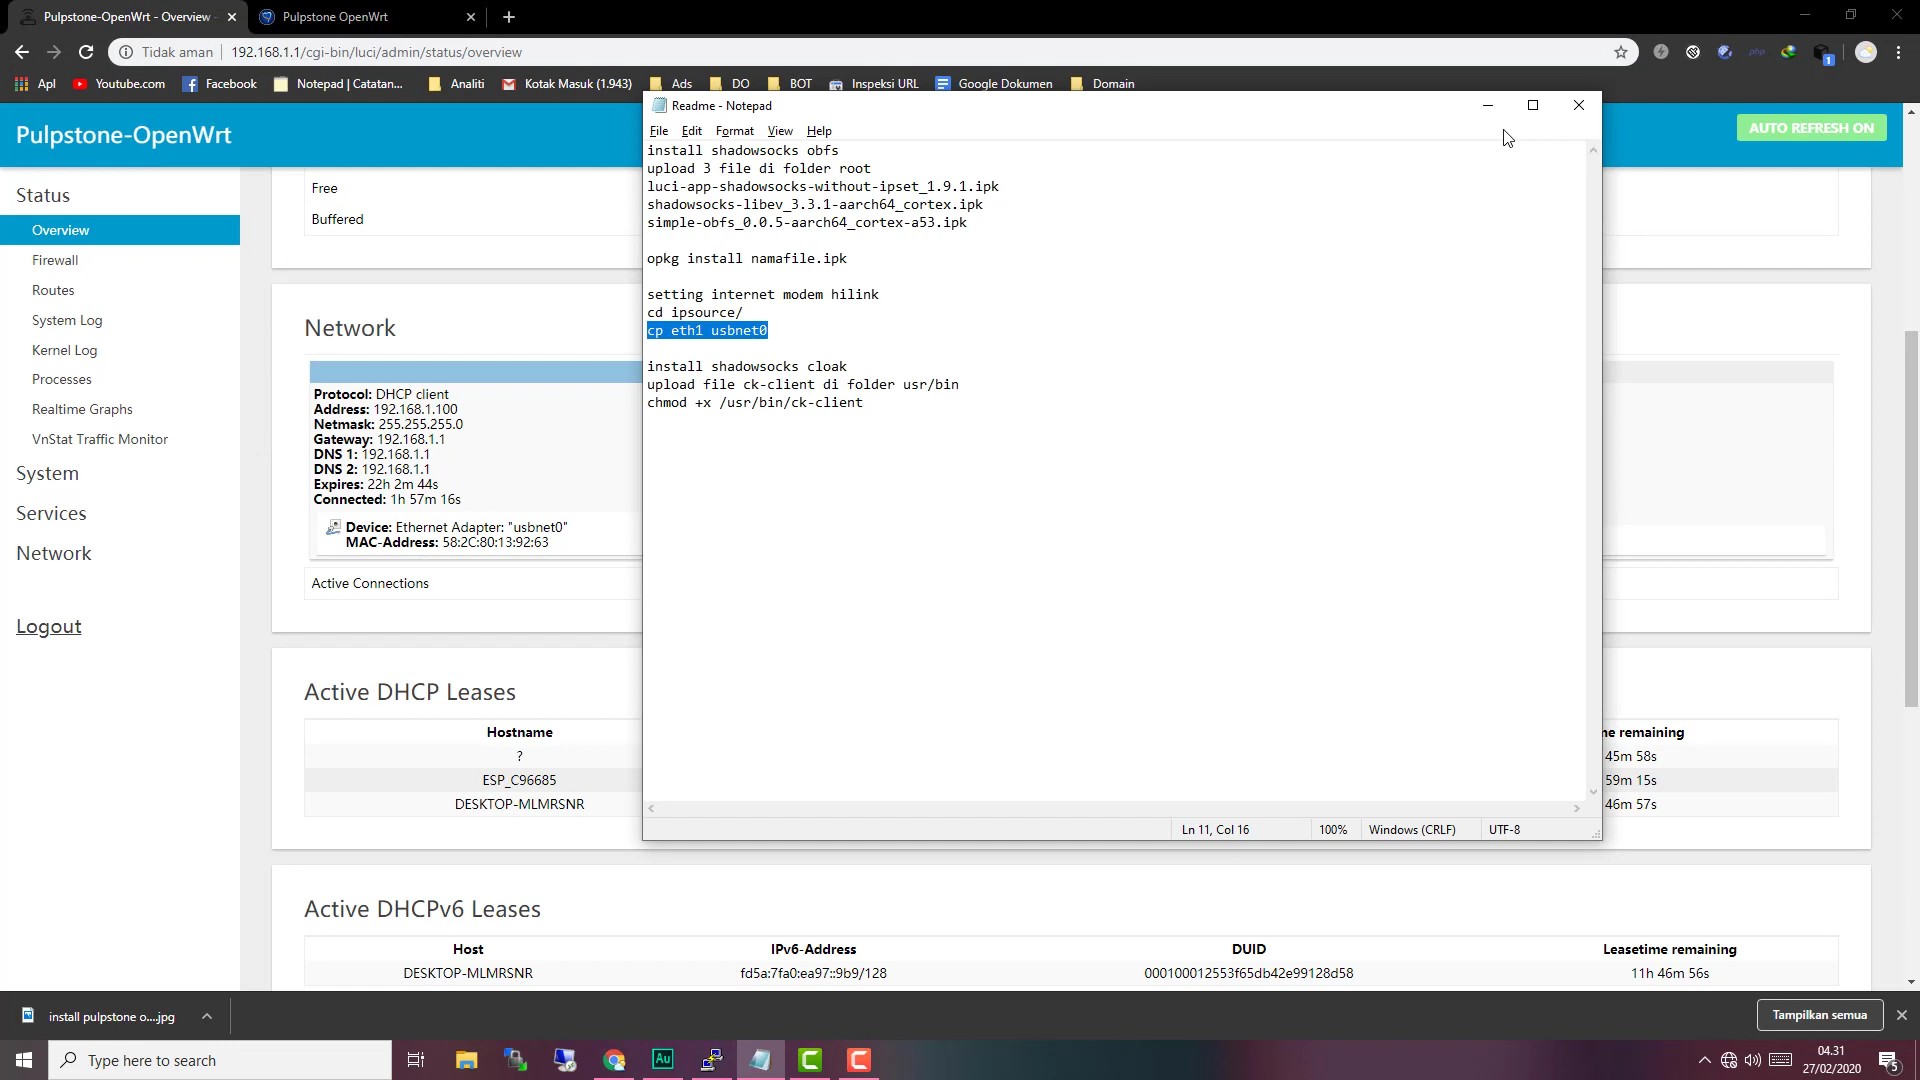 Pulpstone-OpenWrt - Overview
Pulpstone OpenWrt
Tidak aman
192.168.1.1/cgi-bin/luci/admin/status/overview
Apl
Youtube.com
Facebook
Notepad | Catatan...
Analiti
Kotak Masuk (1.943)
Ads
DO
BOT
Inspeksi URL
Google Dokumen
Domain
php
1
Pulpstone-OpenWrt
AUTO REFRESH ON
Status
Overview
Firewall
Routes
System Log
Kernel Log
Processes
Realtime Graphs
VnStat Traffic Monitor
System
Services
Network
Logout
Free
Buffered
Network
Protocol: DHCP client
Address: 192.168.1.100
Netmask: 255.255.255.0
Gateway: 192.168.1.1
DNS 1: 192.168.1.1
DNS 2: 192.168.1.1
Expires: 22h 2m 44s
Connected: 1h 57m 16s
Device: Ethernet Adapter: "usbnet0"
MAC-Address: 58:2C:80:13:92:63
Active Connections
Readme - Notepad
File Edit Format View Help
install shadowsocks obfs
upload 3 file di folder root
luci-app-shadowsocks-without-ipset_1.9.1.ipk
shadowsocks-libev_3.3.1-aarch64_cortex.ipk
simple-obfs_0.0.5-aarch64_cortex-a53.ipk
opkg install namafile.ipk
setting internet modem hilink
cd ipsource/
cp eth1 usbnet0
install shadowsocks cloak
upload file ck-client di folder usr/bin
chmod +x /usr/bin/ck-client
Ln 11, Col 16
100%
Windows (CRLF)
UTF-8
Active DHCP Leases
Hostname
?
ESP_C96685
DESKTOP-MLMRSNR
ne remaining
45m 58s
59m 15s
46m 57s
Active DHCPv6 Leases
Host IPv6-Address DUID Leasetime remaining
DESKTOP-MLMRSNR fd5a:7fa0:ea97::9b9/128 000100012553f65db42e99128d58 11h 46m 56s
install pulpstone o....jpg
Tampilkan semua
Type here to search
Au
04.31
27/02/2020
5